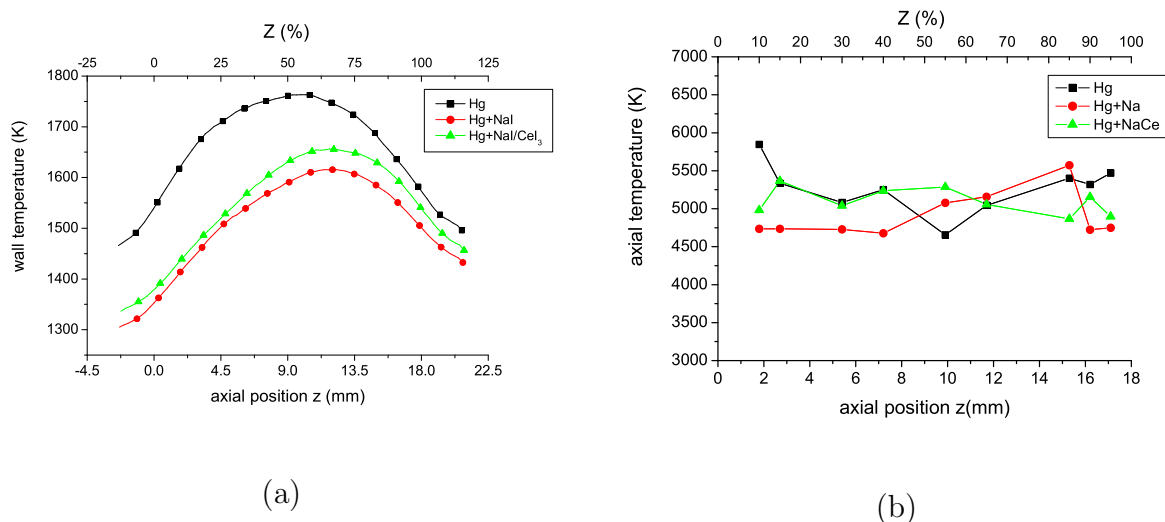 Z (%)
-25 0 25 50 75 100 125
1800
1700
1600
1500
1400
1300
wall temperature (K)
Hg
Hg+NaI
Hg+NaI/CeI₃
-4.5 0.0 4.5 9.0 13.5 18.0 22.5
axial position z (mm)
(a)
Z (%)
0 10 20 30 40 50 60 70 80 90 100
7000
6500
6000
5500
5000
4500
4000
3500
3000
axial temperature (K)
Hg
Hg+Na
Hg+NaCe
0 2 4 6 8 10 12 14 16 18
axial position z(mm)
(b)